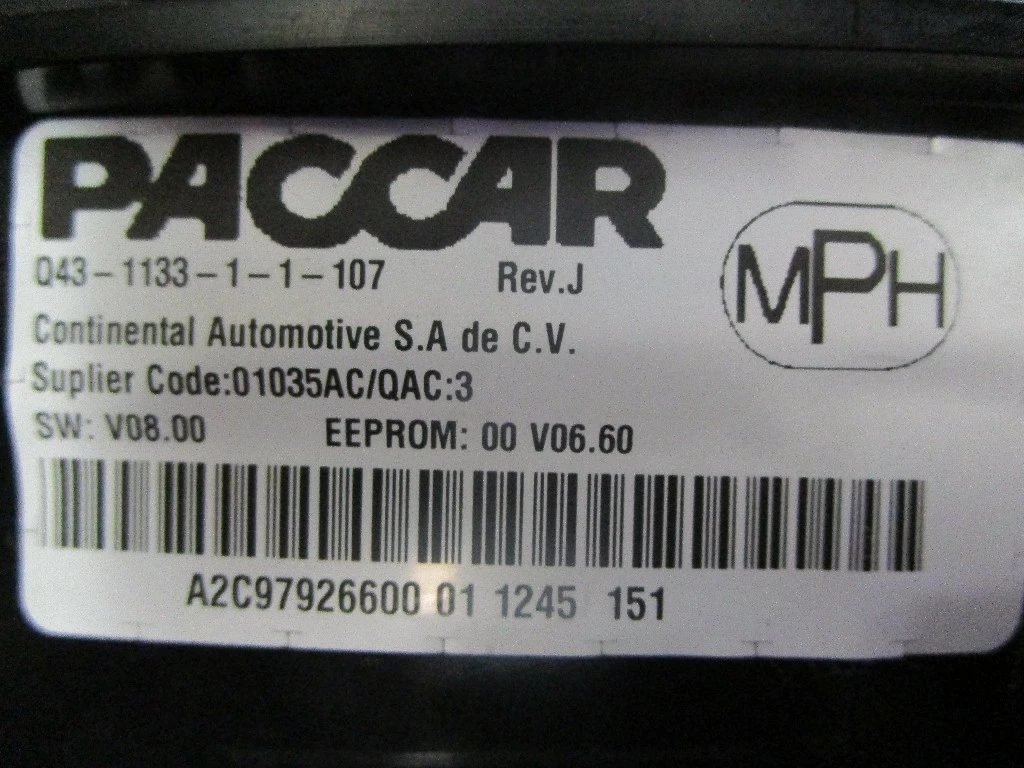 PACCAR
Q43-1133-1-1-107 Rev.J
MPH
Continental Automotive S.A de C.V.
Suplier Code:01035AC/QAC:3
SW: V08.00 EEPROM: 00 V06.60
A2C97926600 01 1245 151